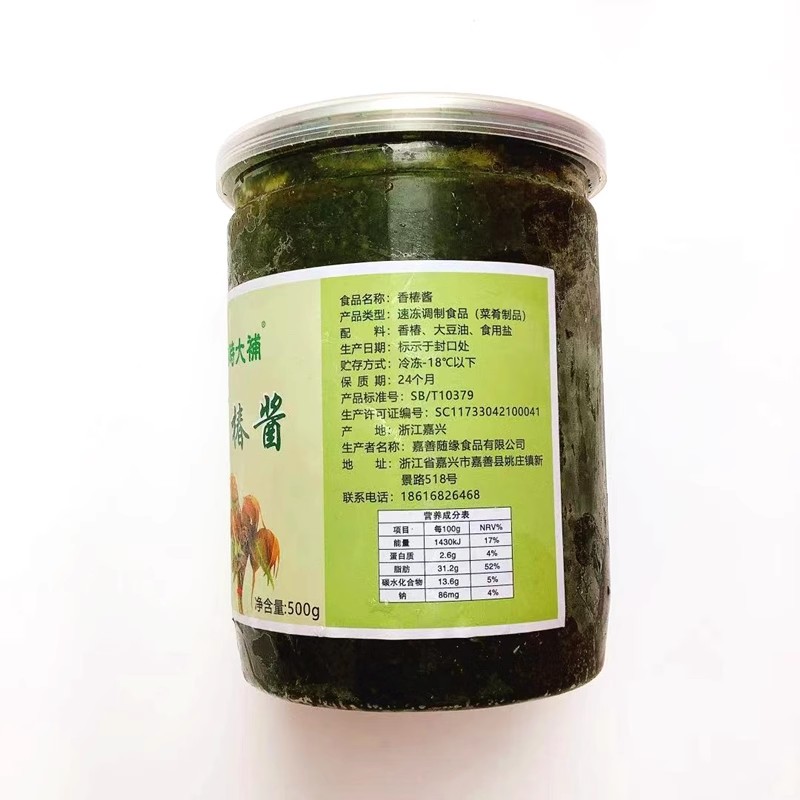 大補®
椿酱
净含量:500g
食品名称：香椿酱
产品类型：速冻调制食品（菜肴制品）
配 料：香椿、大豆油、食用盐
生产日期：标示于封口处
贮存方式：冷冻-18℃以下
保 质 期：24个月
产品标准号：SB/T10379
生产许可证编号：SC11733042100041
产 地：浙江嘉兴
生产者名称：嘉善随缘食品有限公司
地 址：浙江省嘉兴市嘉善县姚庄镇新
景路518号
联系电话：18616826468
营养成分表
项目 每100g NRV%
能量 1430kJ 17%
蛋白质 2.6g 4%
脂肪 31.2g 52%
碳水化合物 13.6g 5%
钠 86mg 4%